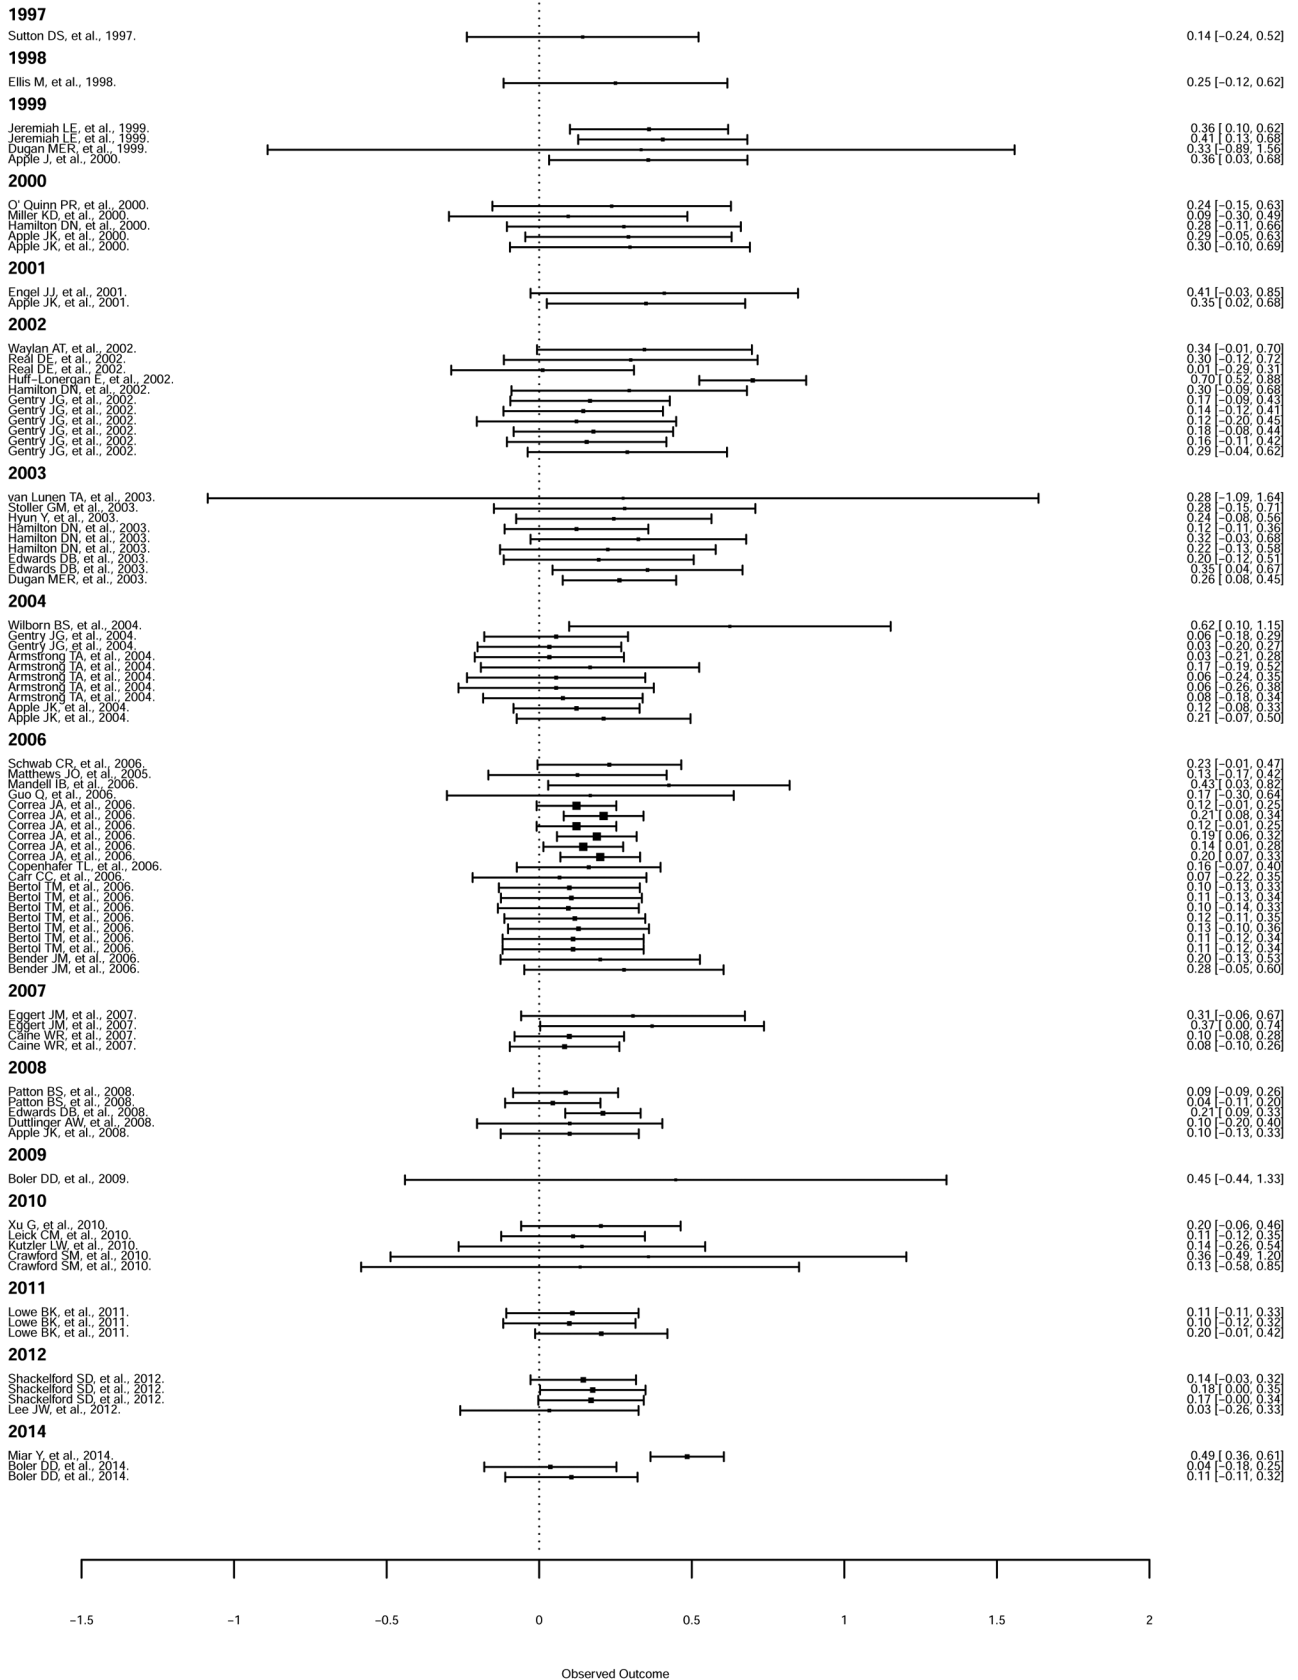 1997
Sutton DS, et al., 1997. 0.14 [−0.24, 0.52]
1998
Ellis M, et al., 1998. 0.25 [−0.12, 0.62]
1999
Jeremiah LE, et al., 1999. 0.36 [ 0.10, 0.62]
Jeremiah LE, et al., 1999. 0.41 [ 0.13, 0.68]
Dugan MER, et al., 1999. 0.33 [−0.89, 1.56]
Apple J, et al., 2000. 0.36 [ 0.03, 0.68]
2000
O' Quinn PR, et al., 2000. 0.24 [−0.15, 0.63]
Miller KD, et al., 2000. 0.09 [−0.30, 0.49]
Hamilton DN, et al., 2000. 0.28 [−0.11, 0.66]
Apple JK, et al., 2000. 0.29 [−0.05, 0.63]
Apple JK, et al., 2000. 0.30 [−0.10, 0.69]
2001
Engel JJ, et al., 2001. 0.41 [−0.03, 0.85]
Apple JK, et al., 2001. 0.35 [ 0.02, 0.68]
2002
Waylan AT, et al., 2002. 0.34 [−0.01, 0.70]
Real DE, et al., 2002. 0.30 [−0.12, 0.72]
Real DE, et al., 2002. 0.01 [−0.29, 0.31]
Huff−Lonergan E, et al., 2002. 0.70 [ 0.52, 0.88]
Hamilton DN, et al., 2002. 0.30 [−0.09, 0.68]
Gentry JG, et al., 2002. 0.17 [−0.09, 0.43]
Gentry JG, et al., 2002. 0.14 [−0.12, 0.41]
Gentry JG, et al., 2002. 0.12 [−0.20, 0.45]
Gentry JG, et al., 2002. 0.18 [−0.08, 0.44]
Gentry JG, et al., 2002. 0.16 [−0.11, 0.42]
Gentry JG, et al., 2002. 0.29 [−0.04, 0.62]
2003
van Lunen TA, et al., 2003. 0.28 [−1.09, 1.64]
Stoller GM, et al., 2003. 0.28 [−0.15, 0.71]
Hyun Y, et al., 2003. 0.24 [−0.08, 0.56]
Hamilton DN, et al., 2003. 0.12 [−0.11, 0.36]
Hamilton DN, et al., 2003. 0.32 [−0.03, 0.68]
Hamilton DN, et al., 2003. 0.22 [−0.13, 0.58]
Edwards DB, et al., 2003. 0.20 [−0.12, 0.51]
Edwards DB, et al., 2003. 0.35 [ 0.04, 0.67]
Dugan MER, et al., 2003. 0.26 [ 0.08, 0.45]
2004
Wilborn BS, et al., 2004. 0.62 [ 0.10, 1.15]
Gentry JG, et al., 2004. 0.06 [−0.18, 0.29]
Gentry JG, et al., 2004. 0.03 [−0.20, 0.27]
Armstrong TA, et al., 2004. 0.03 [−0.21, 0.28]
Armstrong TA, et al., 2004. 0.17 [−0.19, 0.52]
Armstrong TA, et al., 2004. 0.06 [−0.24, 0.35]
Armstrong TA, et al., 2004. 0.06 [−0.26, 0.38]
Armstrong TA, et al., 2004. 0.08 [−0.18, 0.34]
Apple JK, et al., 2004. 0.12 [−0.08, 0.33]
Apple JK, et al., 2004. 0.21 [−0.07, 0.50]
2006
Schwab CR, et al., 2006. 0.23 [−0.01, 0.47]
Matthews JO, et al., 2005. 0.13 [−0.17, 0.42]
Mandell IB, et al., 2006. 0.43 [ 0.03, 0.82]
Guo Q, et al., 2006. 0.17 [−0.30, 0.64]
Correa JA, et al., 2006. 0.12 [−0.01, 0.25]
Correa JA, et al., 2006. 0.21 [ 0.08, 0.34]
Correa JA, et al., 2006. 0.12 [−0.01, 0.25]
Correa JA, et al., 2006. 0.19 [ 0.06, 0.32]
Correa JA, et al., 2006. 0.14 [ 0.01, 0.28]
Correa JA, et al., 2006. 0.20 [ 0.07, 0.33]
Copenhafer TL, et al., 2006. 0.16 [−0.07, 0.40]
Carr CC, et al., 2006. 0.07 [−0.22, 0.35]
Bertol TM, et al., 2006. 0.10 [−0.13, 0.33]
Bertol TM, et al., 2006. 0.11 [−0.13, 0.34]
Bertol TM, et al., 2006. 0.10 [−0.14, 0.33]
Bertol TM, et al., 2006. 0.12 [−0.11, 0.35]
Bertol TM, et al., 2006. 0.13 [−0.10, 0.36]
Bertol TM, et al., 2006. 0.11 [−0.12, 0.34]
Bertol TM, et al., 2006. 0.11 [−0.12, 0.34]
Bender JM, et al., 2006. 0.20 [−0.13, 0.53]
Bender JM, et al., 2006. 0.28 [−0.05, 0.60]
2007
Eggert JM, et al., 2007. 0.31 [−0.06, 0.67]
Eggert JM, et al., 2007. 0.37 [ 0.00, 0.74]
Caine WR, et al., 2007. 0.10 [−0.08, 0.28]
Caine WR, et al., 2007. 0.08 [−0.10, 0.26]
2008
Patton BS, et al., 2008. 0.09 [−0.09, 0.26]
Patton BS, et al., 2008. 0.04 [−0.11, 0.20]
Edwards DB, et al., 2008. 0.21 [ 0.09, 0.33]
Duttlinger AW, et al., 2008. 0.10 [−0.20, 0.40]
Apple JK, et al., 2008. 0.10 [−0.13, 0.33]
2009
Boler DD, et al., 2009. 0.45 [−0.44, 1.33]
2010
Xu G, et al., 2010. 0.20 [−0.06, 0.46]
Leick CM, et al., 2010. 0.11 [−0.12, 0.35]
Kutzler LW, et al., 2010. 0.14 [−0.26, 0.54]
Crawford SM, et al., 2010. 0.36 [−0.49, 1.20]
Crawford SM, et al., 2010. 0.13 [−0.58, 0.85]
2011
Lowe BK, et al., 2011. 0.11 [−0.11, 0.33]
Lowe BK, et al., 2011. 0.10 [−0.12, 0.32]
Lowe BK, et al., 2011. 0.20 [−0.01, 0.42]
2012
Shackelford SD, et al., 2012. 0.14 [−0.03, 0.32]
Shackelford SD, et al., 2012. 0.18 [ 0.00, 0.35]
Shackelford SD, et al., 2012. 0.17 [−0.00, 0.34]
Lee JW, et al., 2012. 0.03 [−0.26, 0.33]
2014
Miar Y, et al., 2014. 0.49 [ 0.36, 0.61]
Boler DD, et al., 2014. 0.04 [−0.18, 0.25]
Boler DD, et al., 2014. 0.11 [−0.11, 0.32]
−1.5 −1 −0.5 0 0.5 1 1.5 2
Observed Outcome